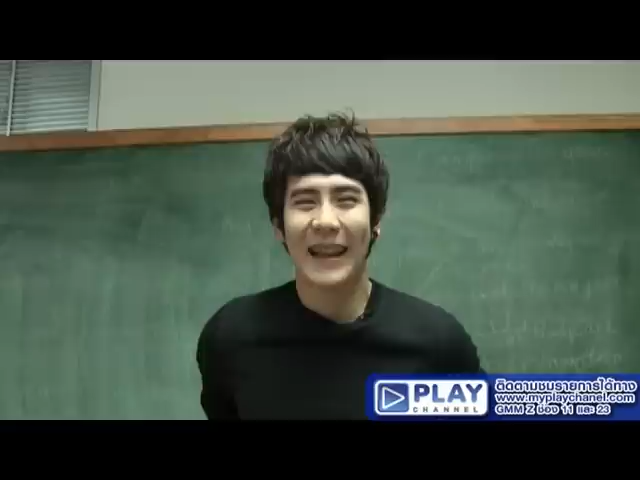 PLAY
CHANNEL
ติดตามชมรายการได้ทาง
www.myplaychanel.com
GMM Z ช่อง 11 และ 23